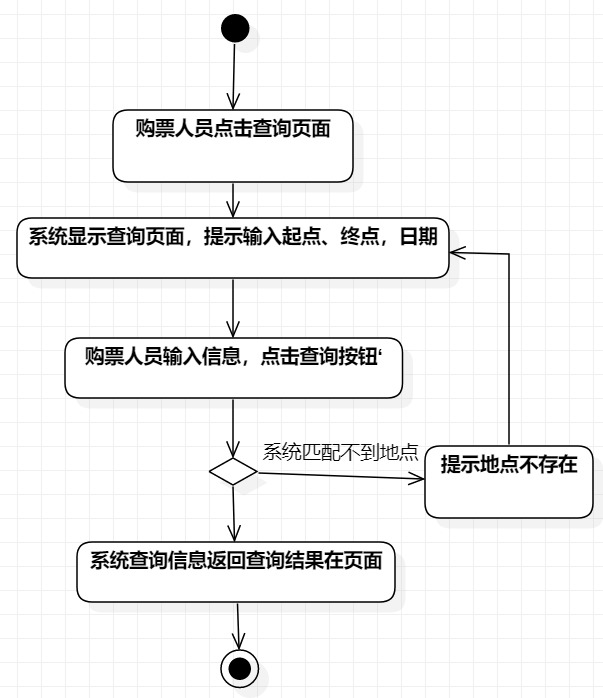 购票人员点击查询页面
系统显示查询页面，提示输入起点、终点，日期
购票人员输入信息，点击查询按钮‘
系统匹配不到地点
提示地点不存在
系统查询信息返回查询结果在页面